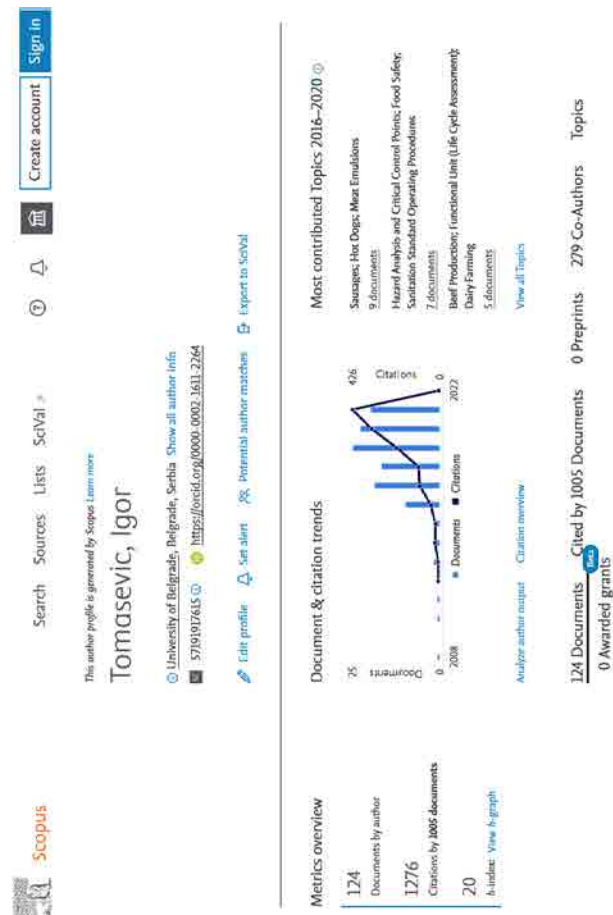 Scopus
Search Sources Lists SciVal
Create account Sign in
This author profile is generated by Scopus Learn more
Tomasevic, Igor
University of Belgrade, Belgrade, Serbia Show all author info
57191917615 https://orcid.org/0000-0002-1611-2264
Edit profile Set alert Potential author matches Export to SciVal
Metrics overview
124
Documents by author
1276
Citations by 1005 documents
20
h-index: View h-graph
Document & citation trends
25
Documents
0
2008
426
Citations
0
2022
Documents Citations
Analyze author output Citation overview
Most contributed Topics 2016–2020
Sausages; Hot Dogs; Meat Emulsions
9 documents
Hazard Analysis and Critical Control Points; Food Safety;
Sanitation Standard Operating Procedures
7 documents
Beef Production; Functional Unit (Life Cycle Assessment);
Dairy Farming
5 documents
View all Topics
124 Documents Cited by 1005 Documents 0 Preprints 279 Co-Authors Topics
Beta
0 Awarded grants